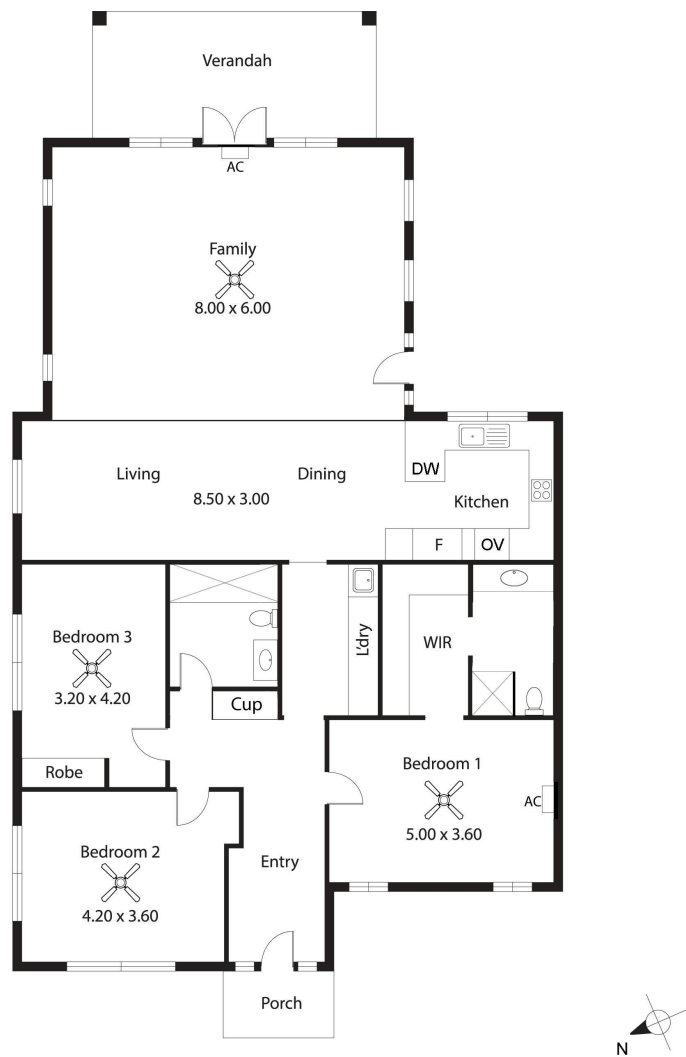 Verandah
AC
Family
8.00 x 6.00
Living
Dining
8.50 x 3.00
DW
Kitchen
F
OV
Bedroom 3
3.20 x 4.20
Robe
Cup
L'dry
WIR
Bedroom 1
5.00 x 3.60
AC
Bedroom 2
4.20 x 3.60
Entry
Porch
N